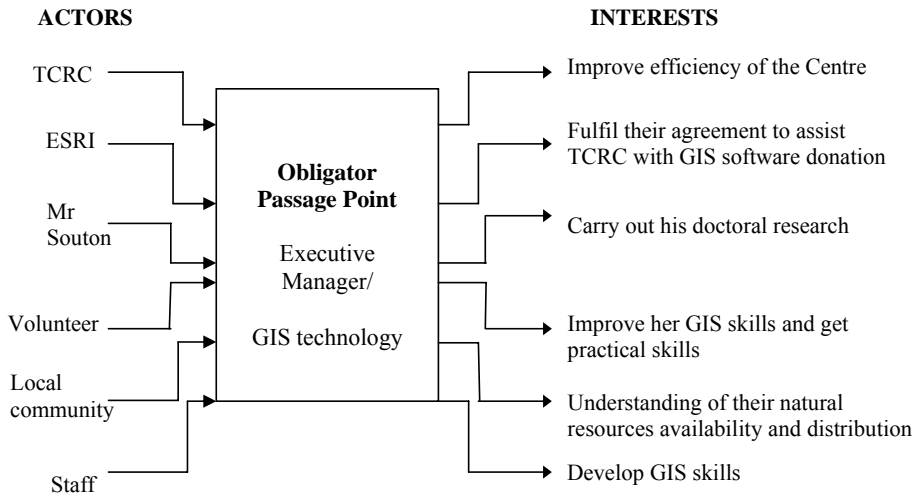 ACTORS
INTERESTS
TCRC
ESRI
Mr
Souton
Volunteer
Local
community
Staff
Obligator
Passage Point
Executive
Manager/
GIS technology
Improve efficiency of the Centre
Fulfil their agreement to assist
TCRC with GIS software donation
Carry out his doctoral research
Improve her GIS skills and get
practical skills
Understanding of their natural
resources availability and distribution
Develop GIS skills